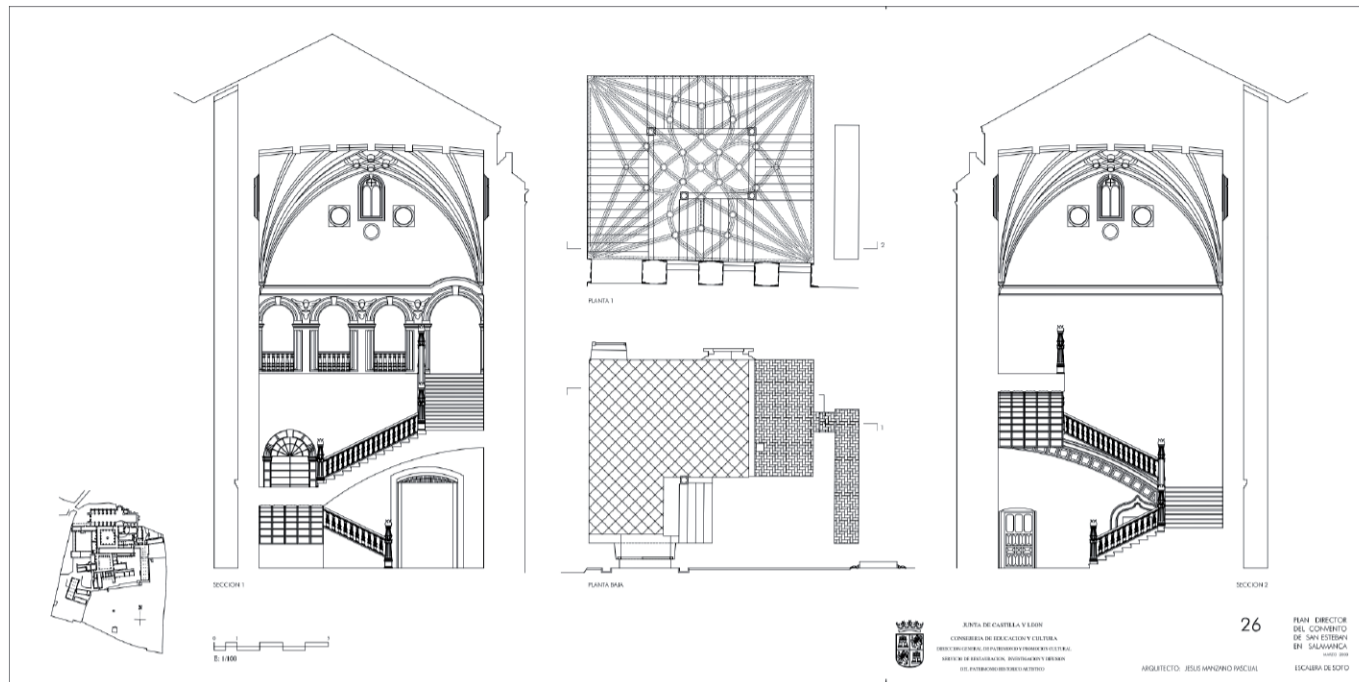 PLANTA 1
2
PLANTA BAJA
1
SECCION 1
SECCION 2
E: 1/100
JUNTA DE CASTILLA Y LEON
CONSEJERIA DE EDUCACION Y CULTURA
DIRECCION GENERAL DE PATRIMONIO Y PROMOCION CULTURAL
SERVICIO DE RESTAURACION, INVESTIGACION Y DIFUSION
DEL PATRIMONIO HISTORICO ARTISTICO
26
PLAN DIRECTOR
DEL CONVENTO
DE SAN ESTEBAN
EN SALAMANCA
ARQUITECTO: JESUS MANZANO PASCUAL
ESCALERA DE SOTO